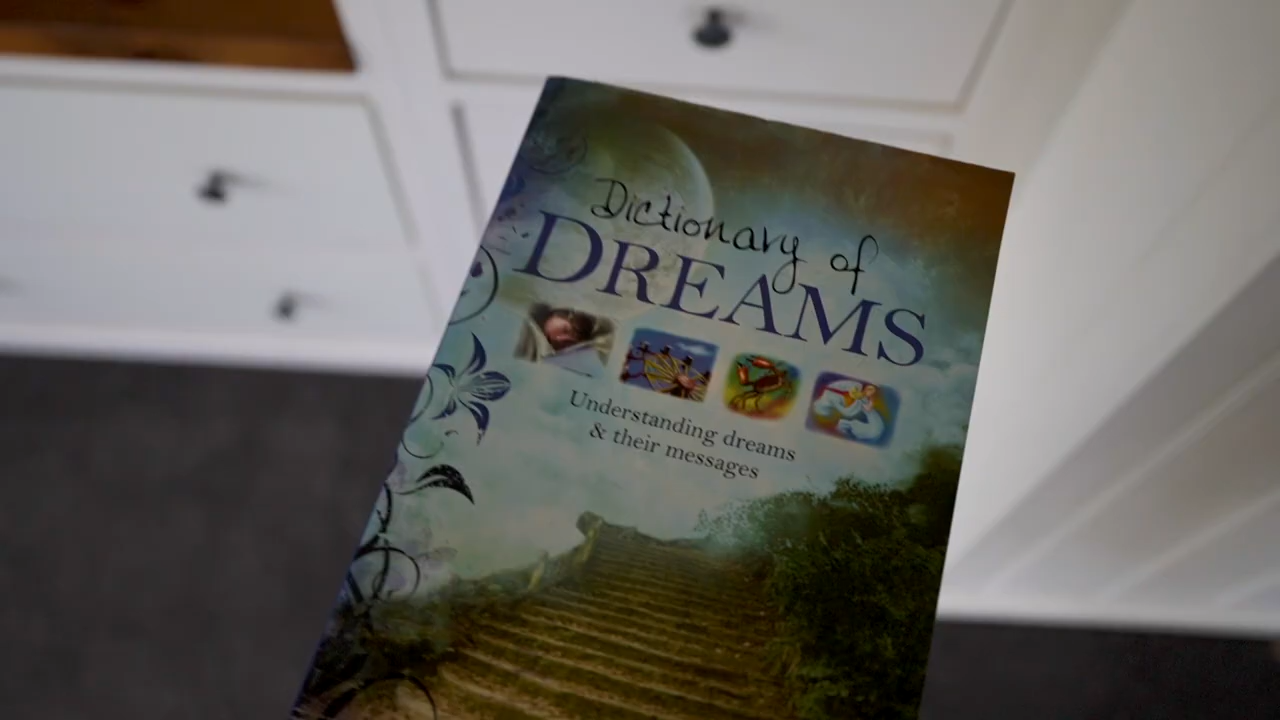 Dictionary of
DREAMS
Understanding dreams
& their messages